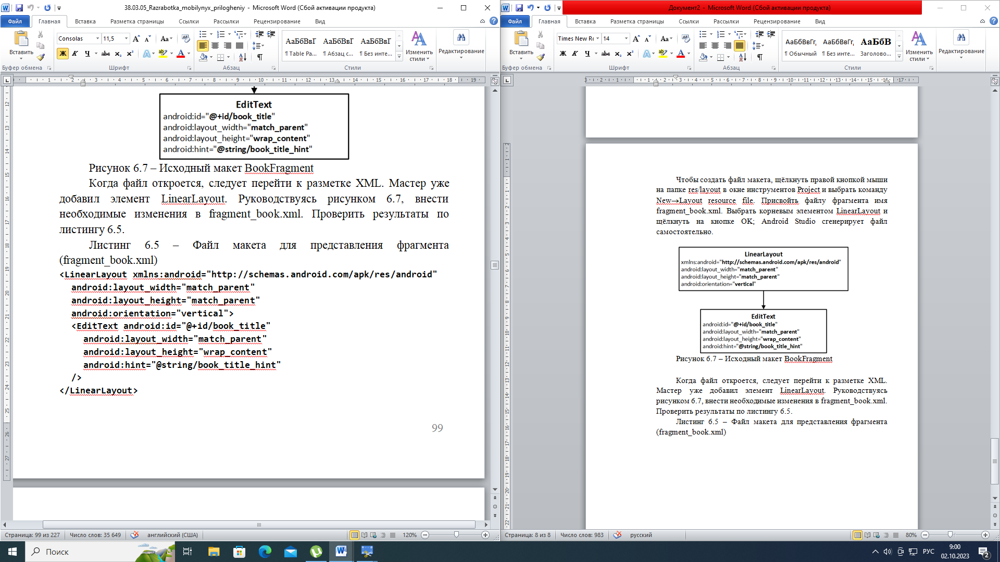 38.03.05_Razrabotka_mobilynyx_prilogheniy - Microsoft Word (Сбой активации продукта)
Файл Главная Вставка Разметка страницы Ссылки Рассылки Рецензирование Вид
Consolas 11,5
Вставить
Ж К Ч abc x₂ x²
АаБбВвГ АаБбВвГ АаБбВвГ
¶ Table Pa... ¶ Абзац с... ¶ Без инте...
Изменить стили
Редактирование
Буфер обмена Шрифт Абзац Стили
EditText
android:id="@+id/book_title"
android:layout_width="match_parent"
android:layout_height="wrap_content"
android:hint="@string/book_title_hint"
Рисунок 6.7 – Исходный макет BookFragment
Когда файл откроется, следует перейти к разметке XML. Мастер уже
добавил элемент LinearLayout. Руководствуясь рисунком 6.7, внести
необходимые изменения в fragment_book.xml. Проверить результаты по
листингу 6.5.
Листинг 6.5 – Файл макета для представления фрагмента
(fragment_book.xml)
<LinearLayout xmlns:android="http://schemas.android.com/apk/res/android"
android:layout_width="match_parent"
android:layout_height="match_parent"
android:orientation="vertical">
<EditText android:id="@+id/book_title"
android:layout_width="match_parent"
android:layout_height="wrap_content"
android:hint="@string/book_title_hint"
/>
</LinearLayout>
99
Страница: 99 из 227 Число слов: 35 649 английский (США) 120%
Документ2 - Microsoft Word (Сбой активации продукта)
Файл Главная Вставка Разметка страницы Ссылки Рассылки Рецензирование Вид
Times New Ro 14
Вставить
Ж К Ч abc x₂ x²
АаБбВвГг, АаБбВвГг, АаБбВ
¶ Обычный ¶ Без инте... Заголово...
Изменить стили
Редактирование
Буфер обмена Шрифт Абзац Стили
Чтобы создать файл макета, щёлкнуть правой кнопкой мыши
на папке res/layout в окне инструментов Project и выбрать команду
New→Layout resource file. Присвойть файлу фрагмента имя
fragment_book.xml. Выбрать корневым элементом LinearLayout и
щёлкнуть на кнопке OK; Android Studio сгенерирует файл
самостоятельно.
LinearLayout
xmlns:android="http://schemas.android.com/apk/res/android"
android:layout_width="match_parent"
android:layout_height="match_parent"
android:orientation="vertical"
EditText
android:id="@+id/book_title"
android:layout_width="match_parent"
android:layout_height="wrap_content"
android:hint="@string/book_title_hint"
Рисунок 6.7 – Исходный макет BookFragment
Когда файл откроется, следует перейти к разметке XML.
Мастер уже добавил элемент LinearLayout. Руководствуясь
рисунком 6.7, внести необходимые изменения в fragment_book.xml.
Проверить результаты по листингу 6.5.
Листинг 6.5 – Файл макета для представления фрагмента
(fragment_book.xml)
Страница: 8 из 8 Число слов: 983 русский 80%
Поиск
РУС
9:00
02.10.2023
2